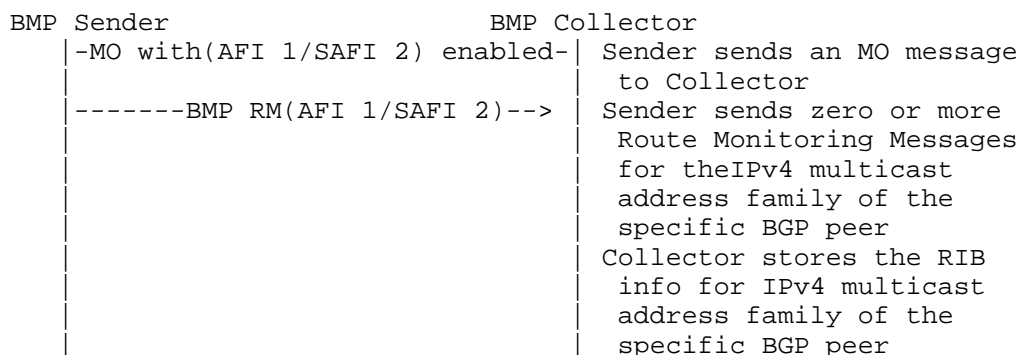 BMP Sender                    BMP Collector
   |-MO with(AFI 1/SAFI 2) enabled-| Sender sends an MO message
   |                               |  to Collector
   |-------BMP RM(AFI 1/SAFI 2)--> | Sender sends zero or more
   |                               |  Route Monitoring Messages
   |                               |  for theIPv4 multicast
   |                               |  address family of the
   |                               |  specific BGP peer
   |                               | Collector stores the RIB
   |                               |  info for IPv4 multicast
   |                               |  address family of the
   |                               |  specific BGP peer